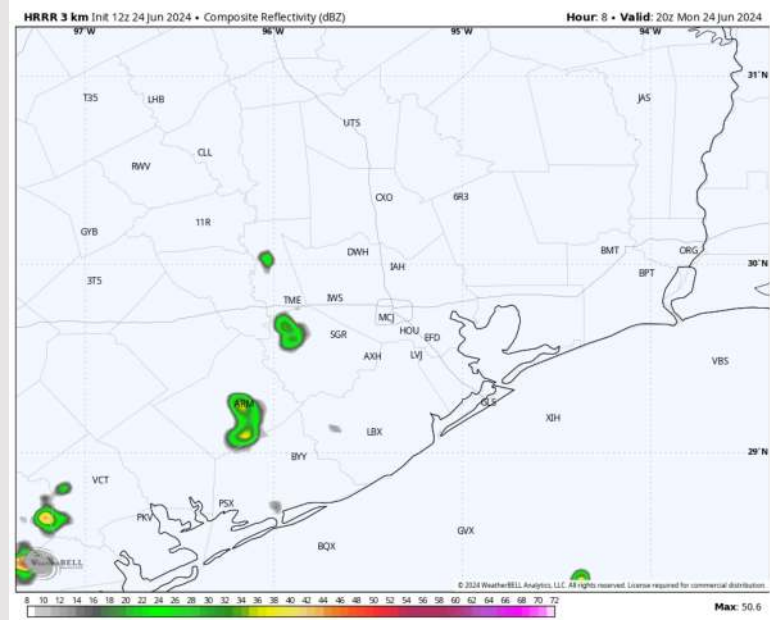 HRRR 3 km Init 12z 24 Jun 2024 • Composite Reflectivity (dBZ) Hour: 8 • Valid: 20z Mon 24 Jun 2024
97°W 96°W 95°W 94°W
31°N
T35 LHB JAS
UTS
CLL
RWV
CXO 6R3
11R
GYB
DWH BMT ORG
30°N
IAH
BPT
3T5
TME IWS
MCJ
HOU
SGR EFD
AXH LVJ
VBS
ARM GLS
XIH
LBX
29°N
BYY
VCT
PSX
PKV
GVX
BQX
WeatherBELL
© 2024 WeatherBELL Analytics, LLC. All rights reserved. License required for commercial distribution.
8 10 12 14 16 18 20 22 24 26 28 30 32 34 36 38 40 42 44 46 48 50 52 54 56 58 60 62 64 66 68 70 72
Max: 50.6